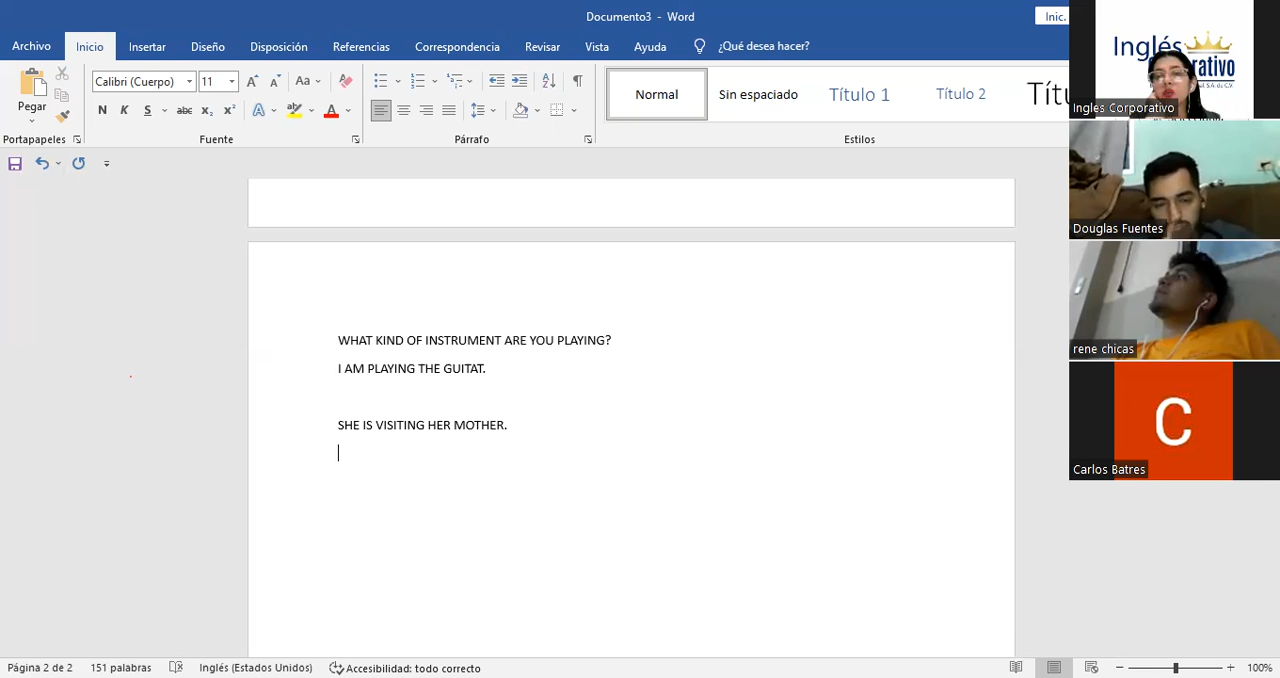 Documento3 - Word
Inic.
Archivo
Inicio
Insertar
Diseño
Disposición
Referencias
Correspondencia
Revisar
Vista
Ayuda
¿Qué desea hacer?
Pegar
Calibri (Cuerpo)
11
Aa
N K S abc x₂ x²
Normal
Sin espaciado
Título 1
Título 2
Portapapeles
Fuente
Párrafo
Estilos
WHAT KIND OF INSTRUMENT ARE YOU PLAYING?
I AM PLAYING THE GUITAT.
SHE IS VISITING HER MOTHER.
Inglés
Ingles Corporativo
Douglas Fuentes
rene chicas
C
Carlos Batres
Página 2 de 2
151 palabras
Inglés (Estados Unidos)
Accesibilidad: todo correcto
100%